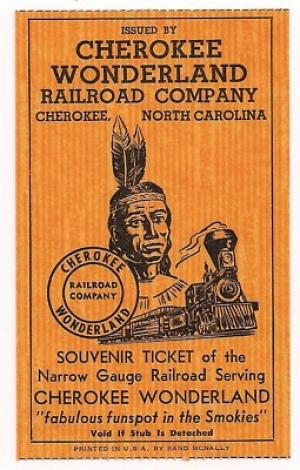 ISSUED BY
CHEROKEE
WONDERLAND
RAILROAD COMPANY
CHEROKEE, NORTH CAROLINA
CHEROKEE
RAILROAD
COMPANY
WONDERLAND
SOUVENIR TICKET of the
Narrow Gauge Railroad Serving
CHEROKEE WONDERLAND
"fabulous funspot in the Smokies"
Void If Stub Is Detached
PRINTED IN U.S.A. BY RAND MCNALLY